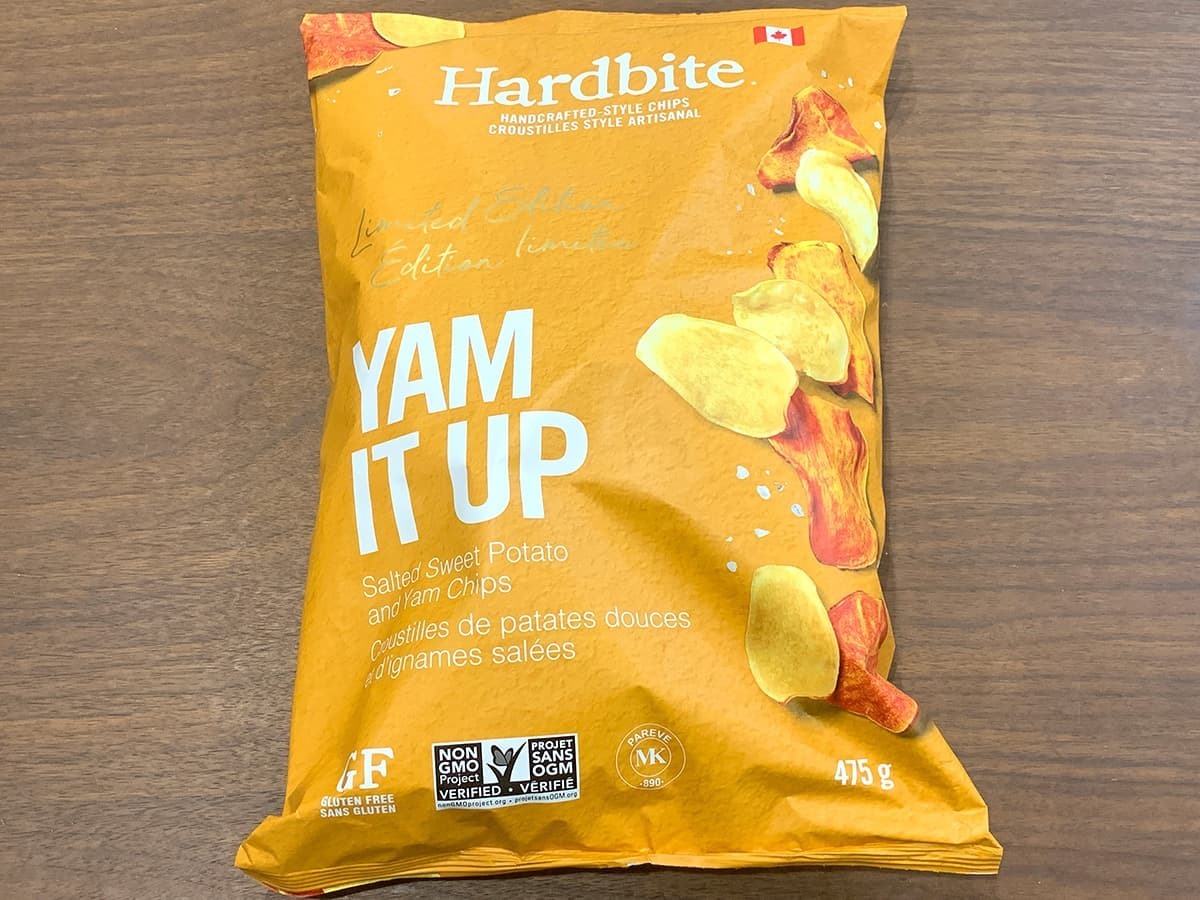 Hardbite
HANDCRAFTED-STYLE CHIPS
CROUSTILLES STYLE ARTISANAL
Limited Edition
Édition limitée
YAM
IT UP
Salted Sweet Potato
and Yam Chips
Croustilles de patates douces
et d'ignames salées
GF
GLUTEN FREE
SANS GLUTEN
NON
GMO
Project
PROJET
SANS
OGM
VERIFIED • VÉRIFIÉ
nonGMOproject.org • projetsansOGM.org
PAREVE
MK
·890·
475 g